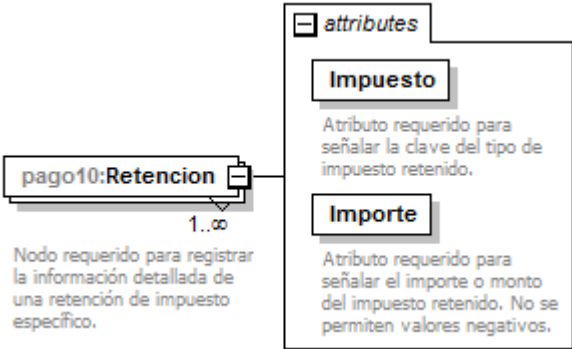 attributes
Impuesto
Atributo requerido para
señalar la clave del tipo de
impuesto retenido.
pago10:Retencion
1..∞
Nodo requerido para registrar
la información detallada de
una retención de impuesto
específico.
Importe
Atributo requerido para
señalar el importe o monto
del impuesto retenido. No se
permiten valores negativos.